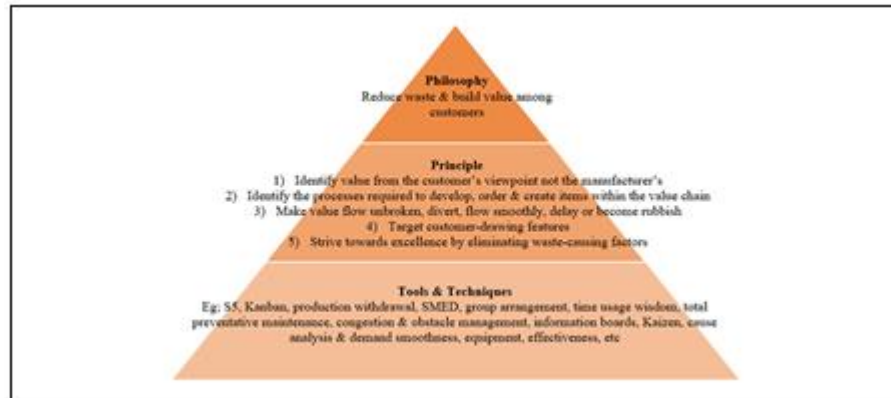 Philosophy
Reduce waste & build value among
customers
Principle
1) Identify value from the customer's viewpoint not the manufacturer's
2) Identify the processes required to develop, order & create items within the value chain
3) Make value flow unbroken, divert, flow smoothly, delay or become rubbish
4) Target customer-drawing features
5) Strive towards excellence by eliminating waste-causing factors
Tools & Techniques
Eg; S5, Kanban, production withdrawal, SMED, group arrangement, time usage wisdom, total
preventative maintenance, congestion & obstacle management, information boards, Kaizen, cause
analysis & demand smoothness, equipment, effectiveness, etc